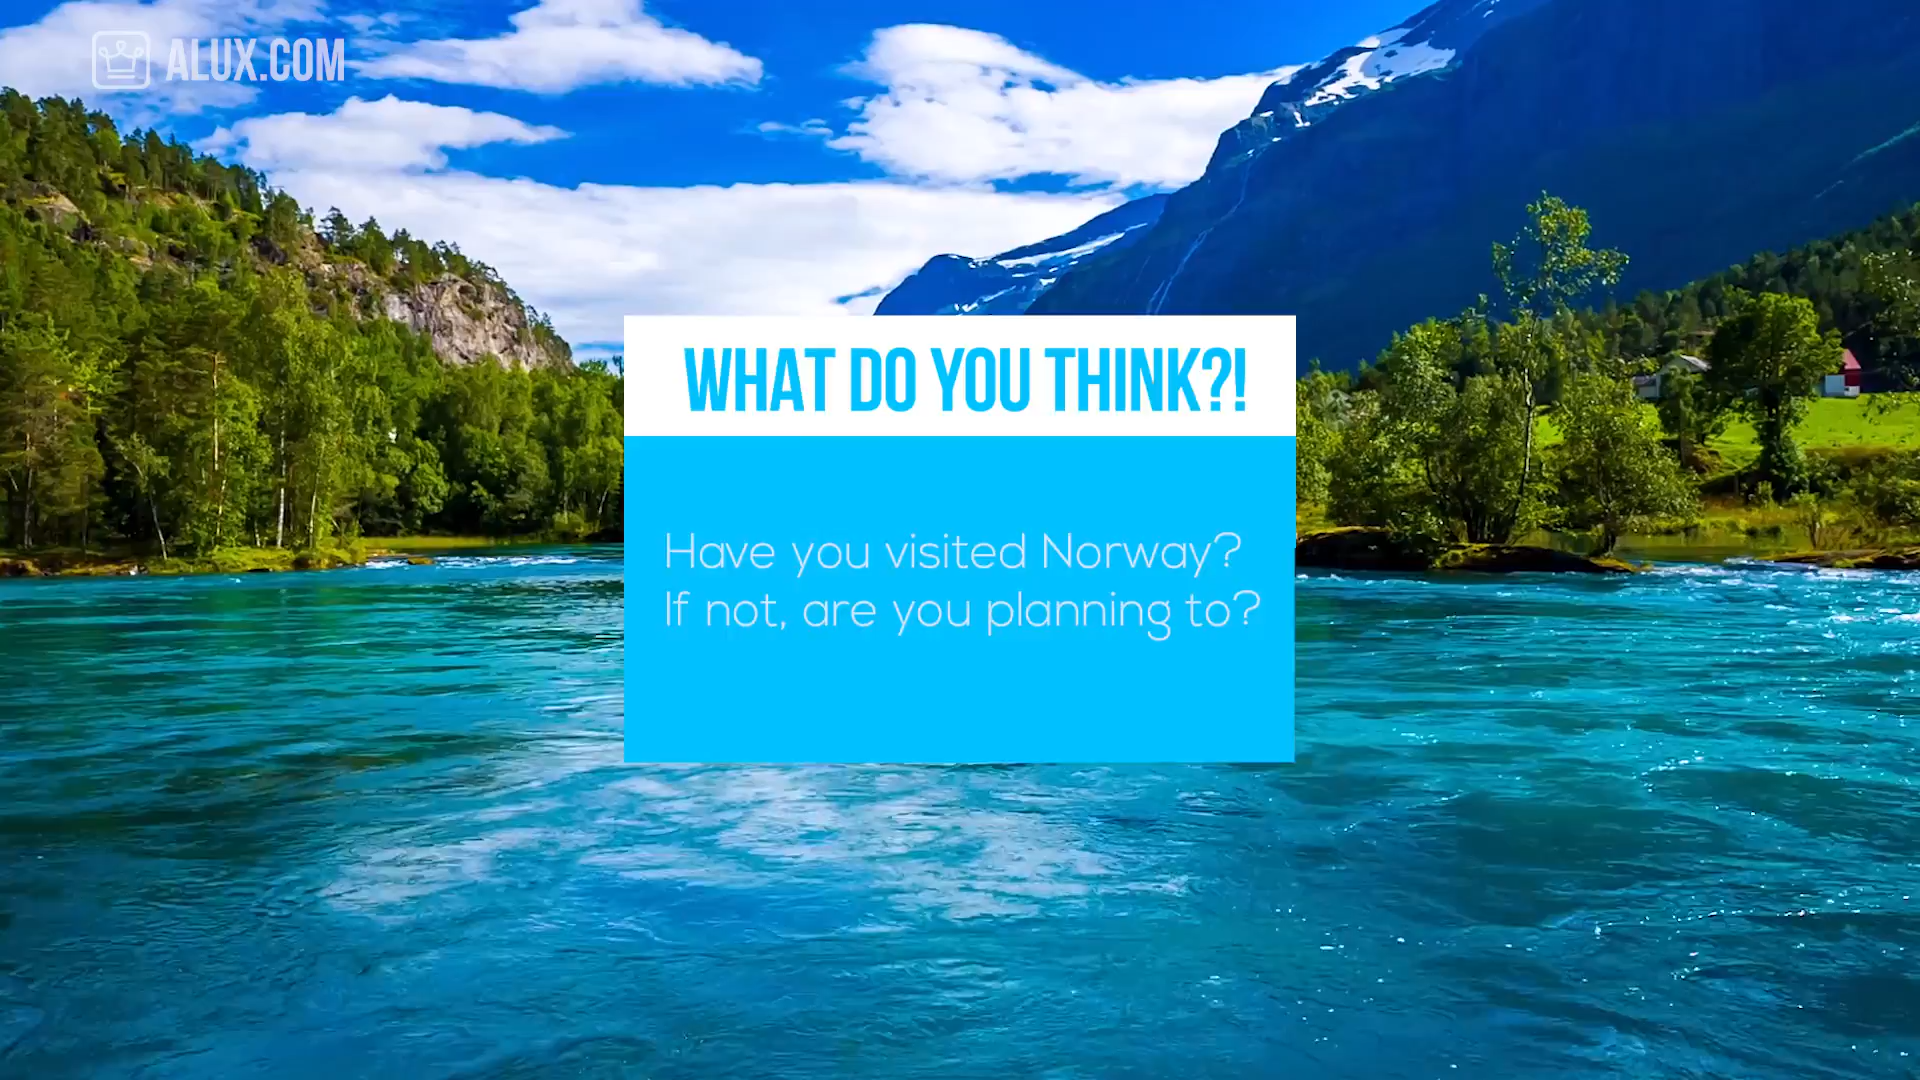 ALUX.COM
WHAT DO YOU THINK?!
Have you visited Norway?
If not, are you planning to?